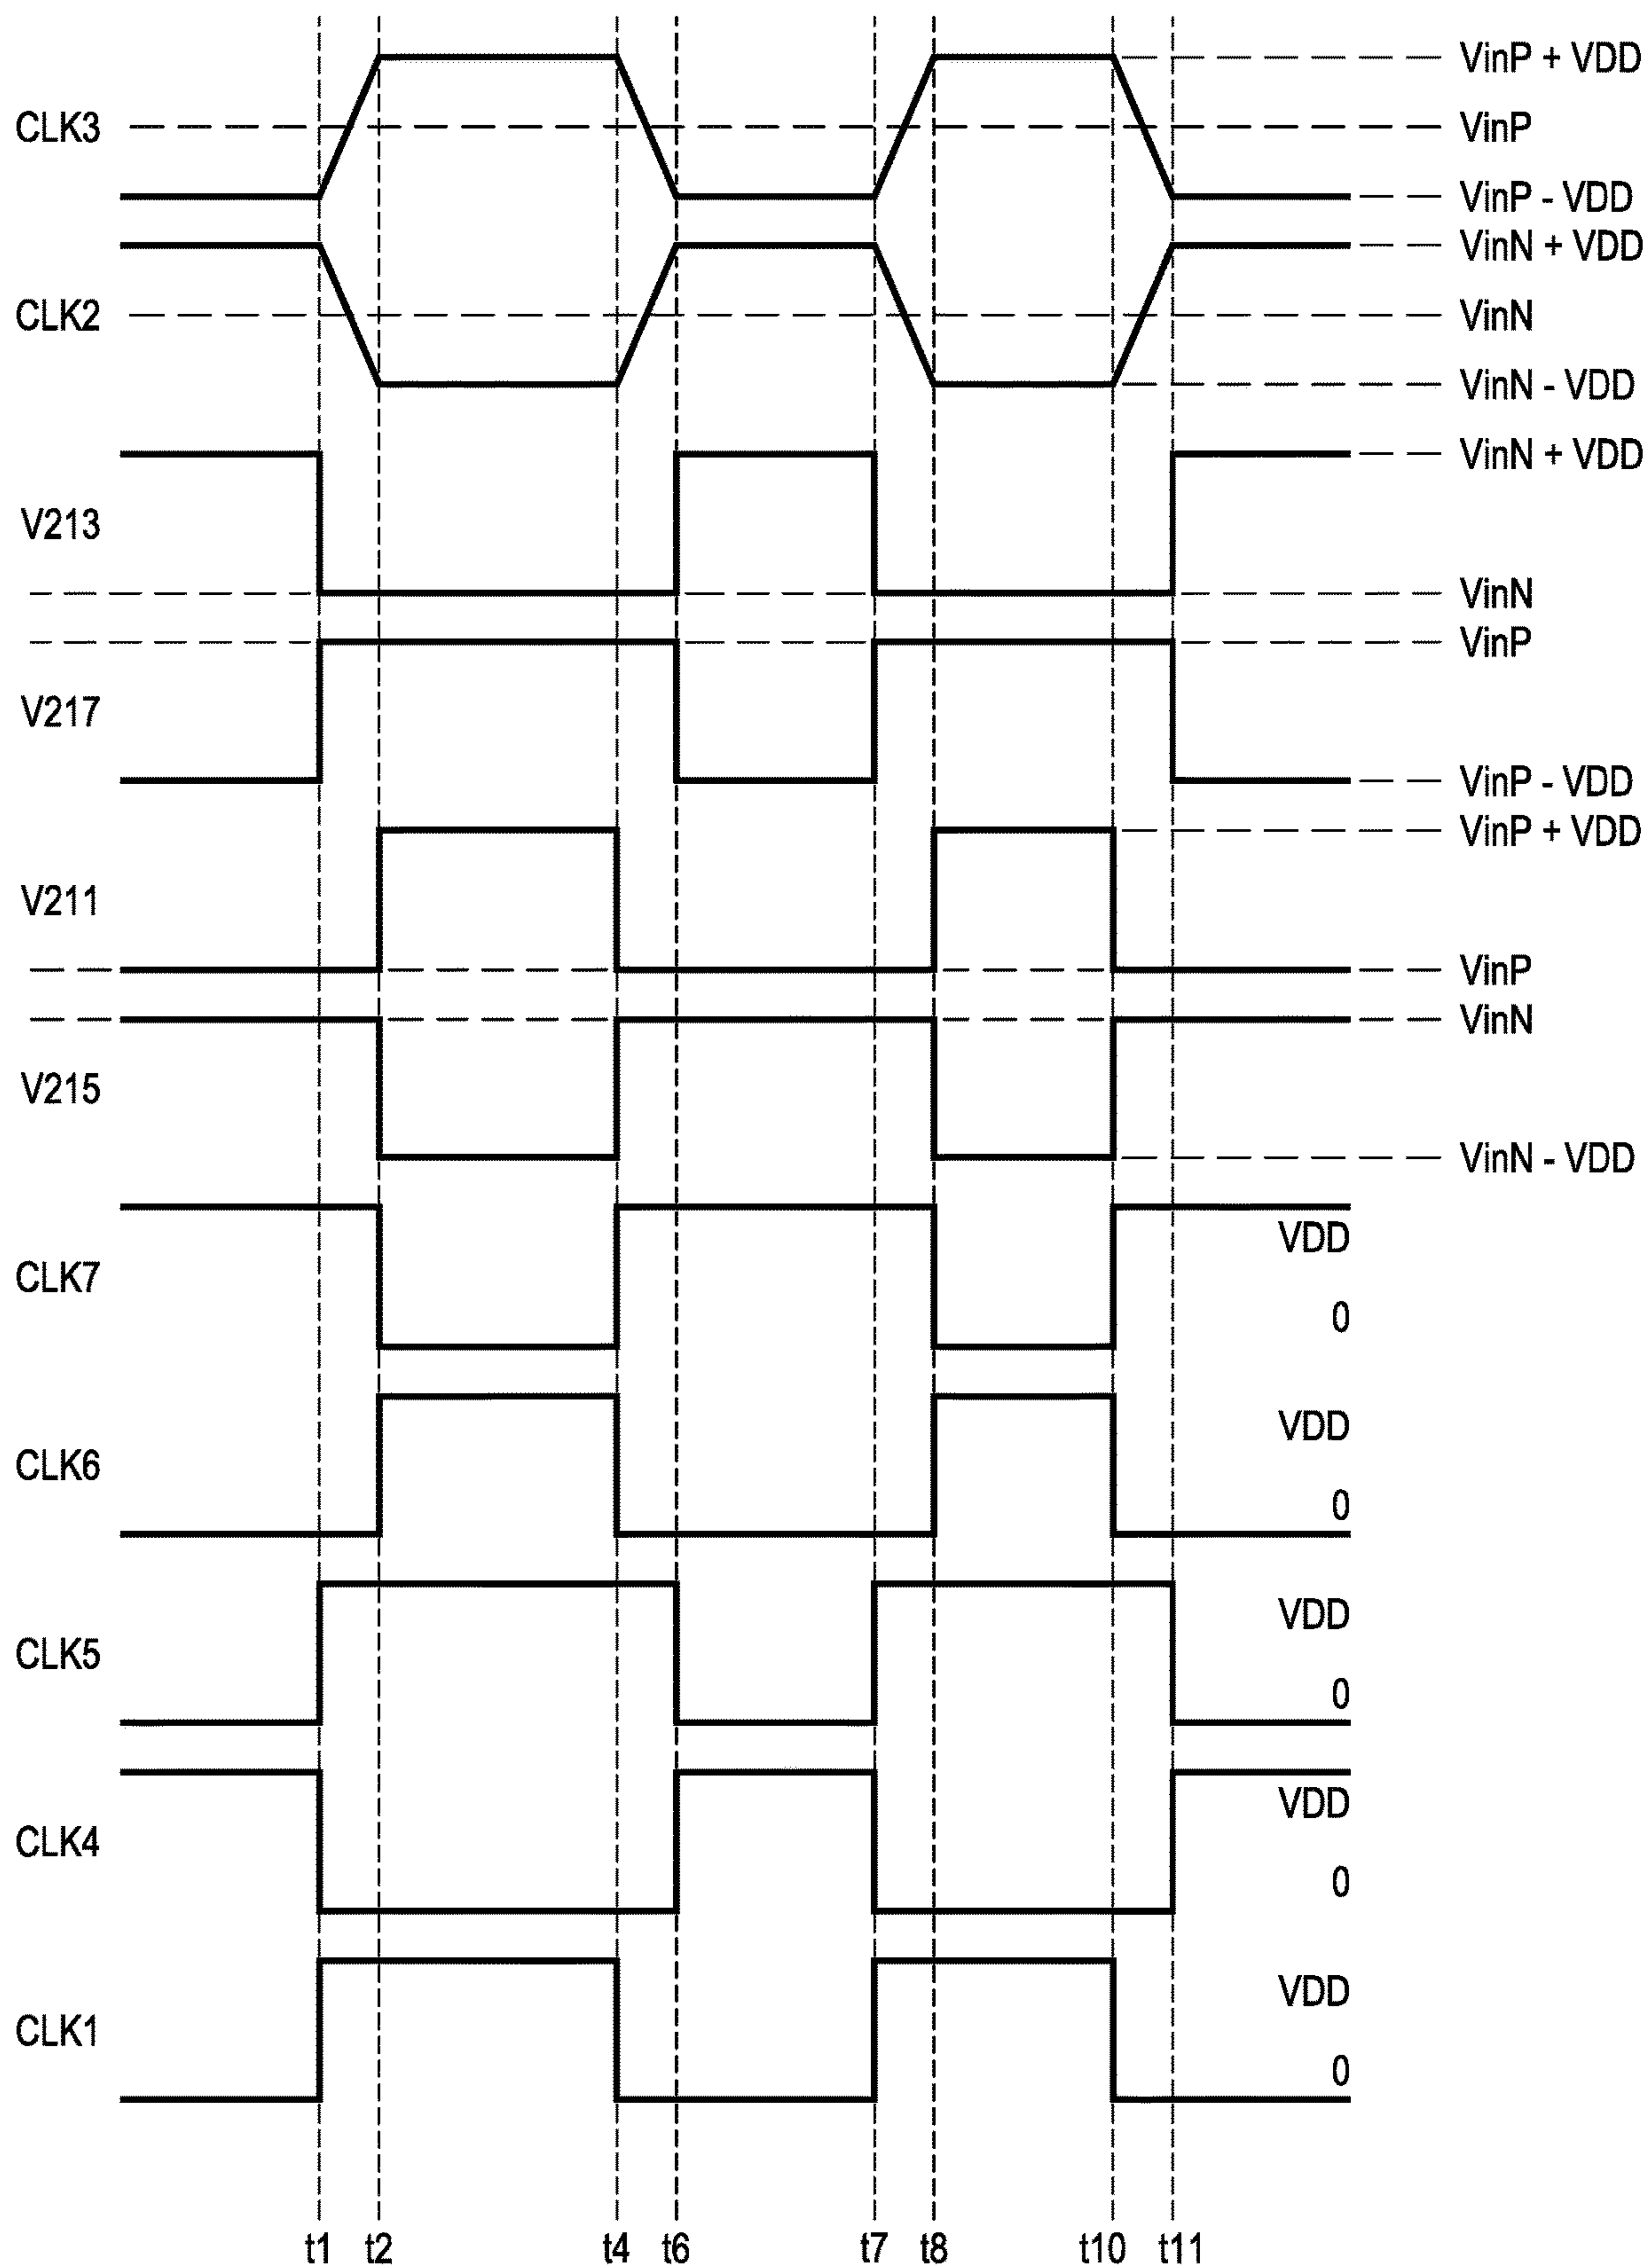 VinP + VDD
CLK3
VinP
VinP - VDD
VinN + VDD
CLK2
VinN
VinN - VDD
VinN + VDD
V213
VinN
VinP
V217
VinP - VDD
VinP + VDD
V211
VinP
VinN
V215
VinN - VDD
VDD
CLK7
0
VDD
CLK6
0
VDD
CLK5
0
VDD
CLK4
0
VDD
CLK1
0
t1 t2 t4 t6 t7 t8 t10 t11